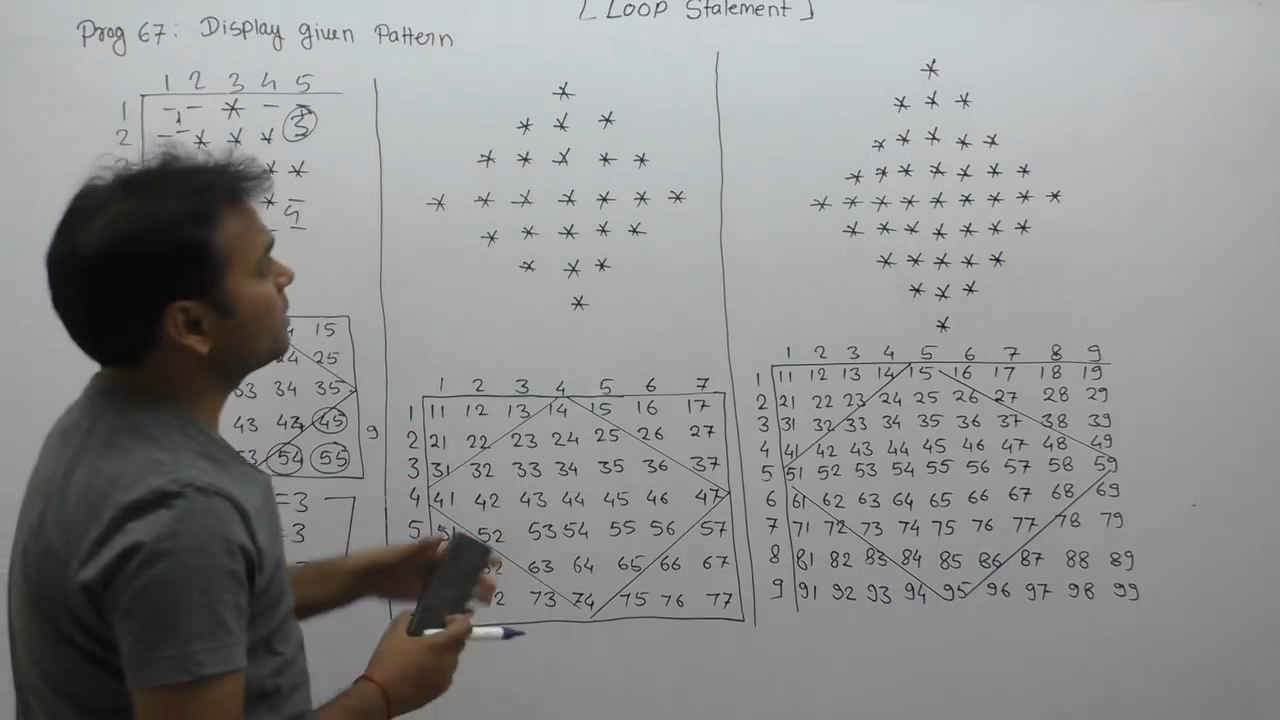 [ Loop Statement ]
Prog 67: Display given Pattern
1 2 3 4 5
1 - - * - -
2 - * * *
* *
* -
- -
1
3
4
15
24 25
34 35
43 43 45
53 54 55
9
=3
=3
*
* * *
* * * * *
* * * * * * *
* * * * *
* * *
*
1 2 3 4 5 6 7
1 11 12 13 14 15 16 17
2 21 22 23 24 25 26 27
3 31 32 33 34 35 36 37
4 41 42 43 44 45 46 47
5 51 52 53 54 55 56 57
63 64 65 66 67
73 74 75 76 77
*
* * *
* * * * *
* * * * * * *
* * * * * * * * *
* * * * * * *
* * * * *
* * *
*
1 2 3 4 5 6 7 8 9
1 11 12 13 14 15 16 17 18 19
2 21 22 23 24 25 26 27 28 29
3 31 32 33 34 35 36 37 38 39
4 41 42 43 44 45 46 47 48 49
5 51 52 53 54 55 56 57 58 59
6 61 62 63 64 65 66 67 68 69
7 71 72 73 74 75 76 77 78 79
8 81 82 83 84 85 86 87 88 89
9 91 92 93 94 95 96 97 98 99